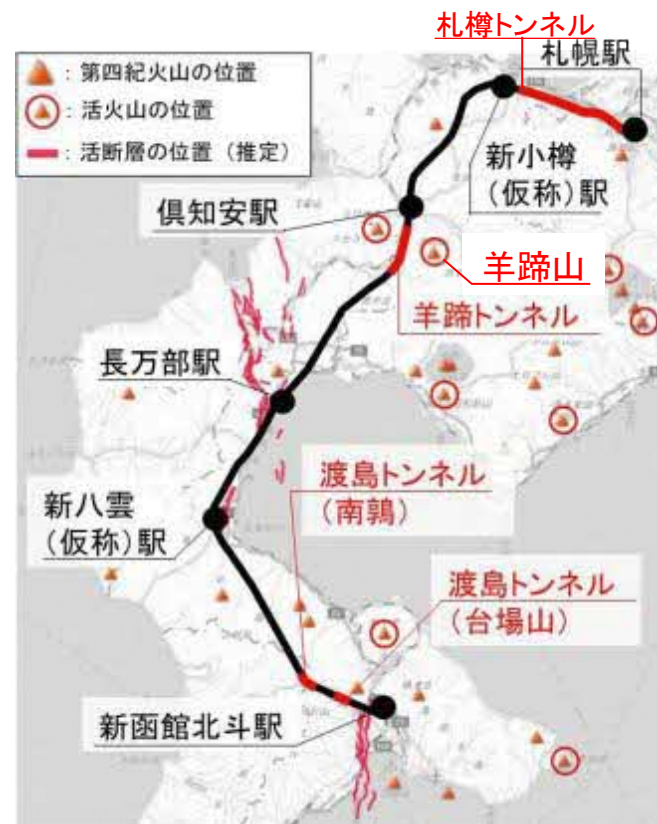 札樽トンネル
札幌駅
：第四紀火山の位置
：活火山の位置
：活断層の位置（推定）
新小樽
（仮称）駅
倶知安駅
羊蹄山
羊蹄トンネル
長万部駅
渡島トンネル
（南鶉）
新八雲
（仮称）駅
渡島トンネル
（台場山）
新函館北斗駅